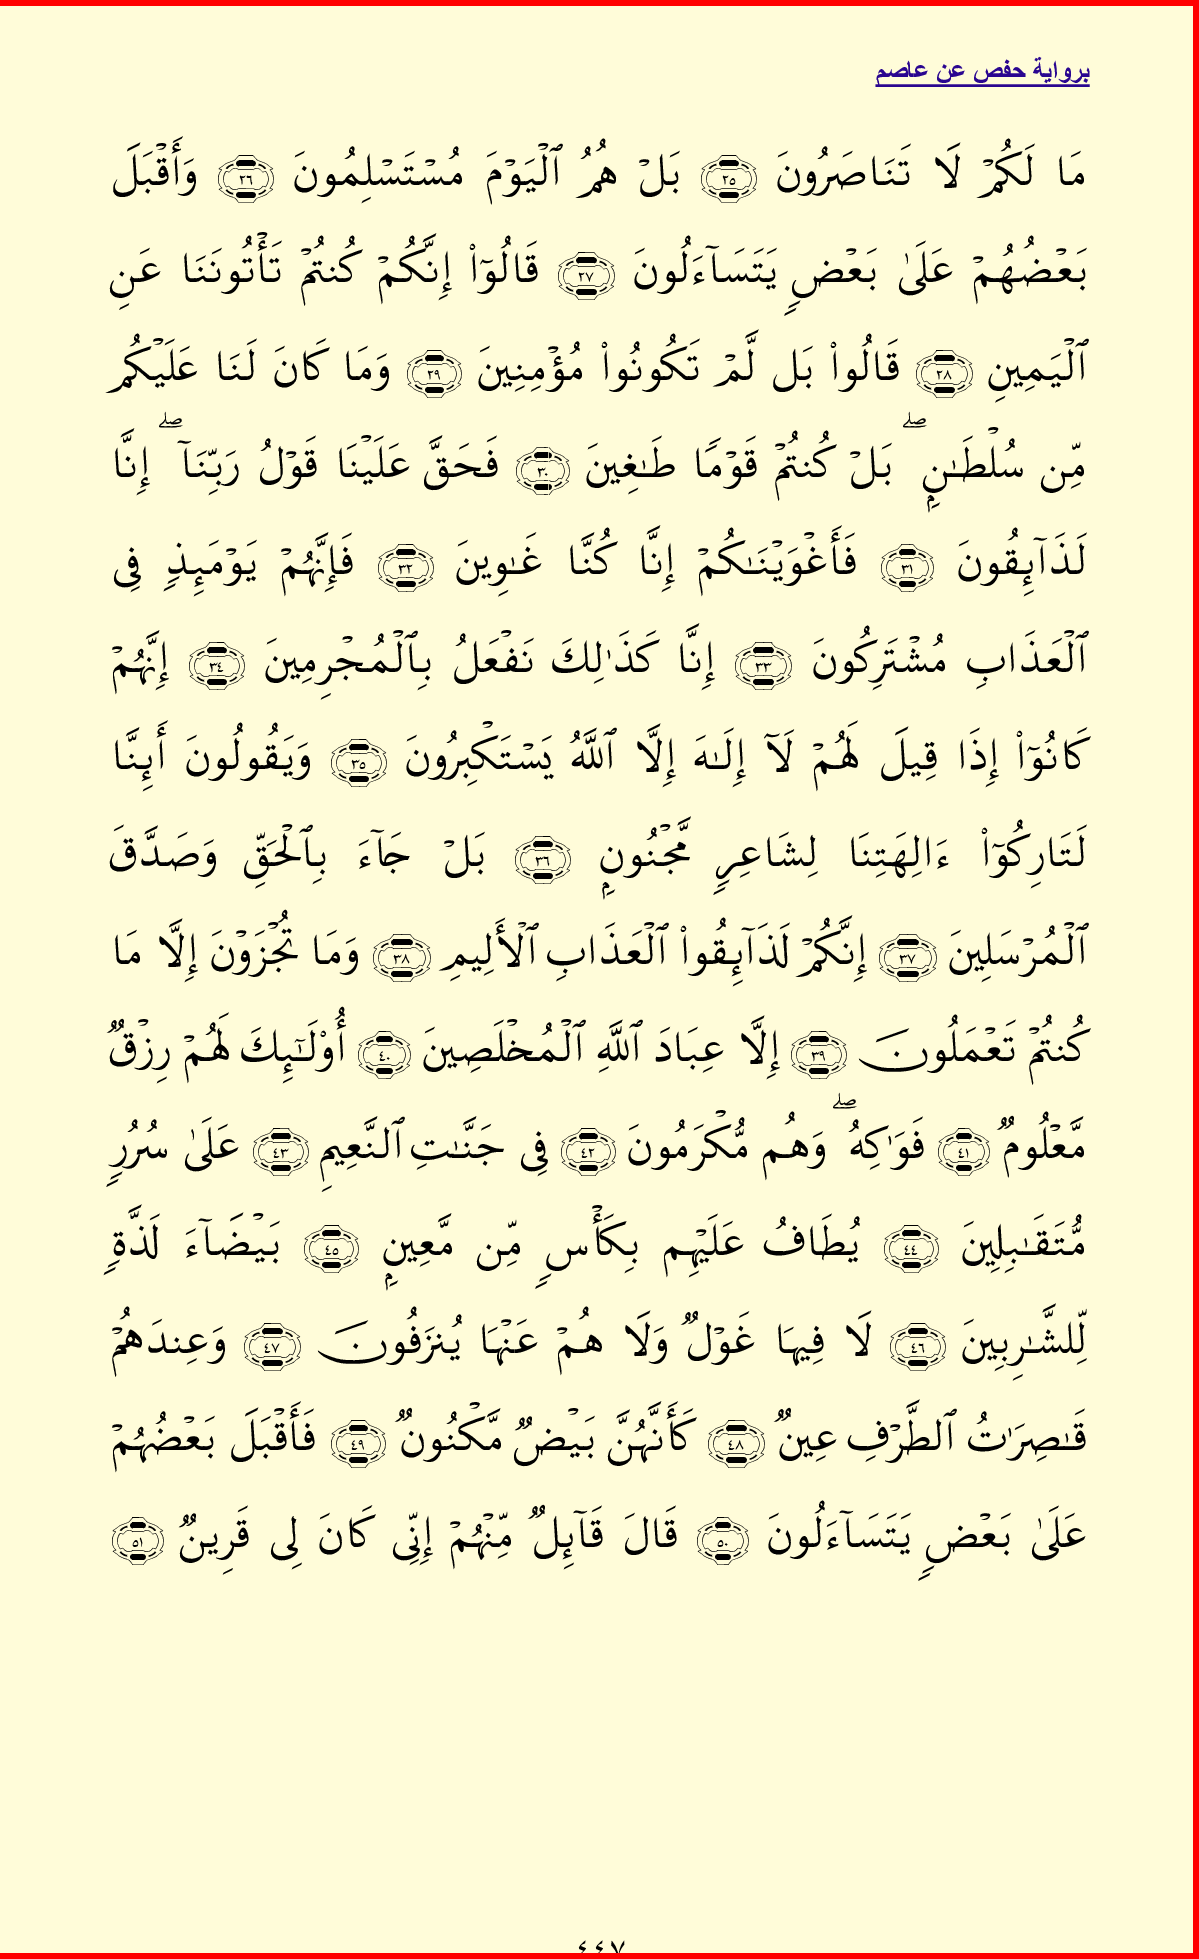 برواية حفص عن عاصم
مَا لَكُمۡ لَا تَنَاصَرُونَ ٢٥ بَلۡ هُمُ ٱلۡيَوۡمَ مُسۡتَسۡلِمُونَ ٢٦ وَأَقۡبَلَ
بَعۡضُهُمۡ عَلَىٰ بَعۡضٖ يَتَسَآءَلُونَ ٢٧ قَالُوٓاْ إِنَّكُمۡ كُنتُمۡ تَأۡتُونَنَا عَنِ
ٱلۡيَمِينِ ٢٨ قَالُواْ بَل لَّمۡ تَكُونُواْ مُؤۡمِنِينَ ٢٩ وَمَا كَانَ لَنَا عَلَيۡكُم
مِّن سُلۡطَٰنِۭۖ بَلۡ كُنتُمۡ قَوۡمٗا طَٰغِينَ ٣٠ فَحَقَّ عَلَيۡنَا قَوۡلُ رَبِّنَآۖ إِنَّا
لَذَآئِقُونَ ٣١ فَأَغۡوَيۡنَٰكُمۡ إِنَّا كُنَّا غَٰوِينَ ٣٢ فَإِنَّهُمۡ يَوۡمَئِذٖ فِي
ٱلۡعَذَابِ مُشۡتَرِكُونَ ٣٣ إِنَّا كَذَٰلِكَ نَفۡعَلُ بِٱلۡمُجۡرِمِينَ ٣٤ إِنَّهُمۡ
كَانُوٓاْ إِذَا قِيلَ لَهُمۡ لَآ إِلَٰهَ إِلَّا ٱللَّهُ يَسۡتَكۡبِرُونَ ٣٥ وَيَقُولُونَ أَئِنَّا
لَتَارِكُوٓاْ ءَالِهَتِنَا لِشَاعِرٖ مَّجۡنُونِۭ ٣٦ بَلۡ جَآءَ بِٱلۡحَقِّ وَصَدَّقَ
ٱلۡمُرۡسَلِينَ ٣٧ إِنَّكُمۡ لَذَآئِقُواْ ٱلۡعَذَابِ ٱلۡأَلِيمِ ٣٨ وَمَا تُجۡزَوۡنَ إِلَّا مَا
كُنتُمۡ تَعۡمَلُونَ ٣٩ إِلَّا عِبَادَ ٱللَّهِ ٱلۡمُخۡلَصِينَ ٤٠ أُوْلَٰٓئِكَ لَهُمۡ رِزۡقٞ
مَّعۡلُومٞ ٤١ فَوَٰكِهُۖ وَهُم مُّكۡرَمُونَ ٤٢ فِي جَنَّٰتِ ٱلنَّعِيمِ ٤٣ عَلَىٰ سُرُرٖ
مُّتَقَٰبِلِينَ ٤٤ يُطَافُ عَلَيۡهِم بِكَأۡسٖ مِّن مَّعِينِۭ ٤٥ بَيۡضَآءَ لَذَّةٖ
لِّلشَّٰرِبِينَ ٤٦ لَا فِيهَا غَوۡلٞ وَلَا هُمۡ عَنۡهَا يُنزَفُونَ ٤٧ وَعِندَهُمۡ
قَٰصِرَٰتُ ٱلطَّرۡفِ عِينٞ ٤٨ كَأَنَّهُنَّ بَيۡضٞ مَّكۡنُونٞ ٤٩ فَأَقۡبَلَ بَعۡضُهُمۡ
عَلَىٰ بَعۡضٖ يَتَسَآءَلُونَ ٥٠ قَالَ قَآئِلٞ مِّنۡهُمۡ إِنِّي كَانَ لِي قَرِينٞ ٥١
٤٤٧